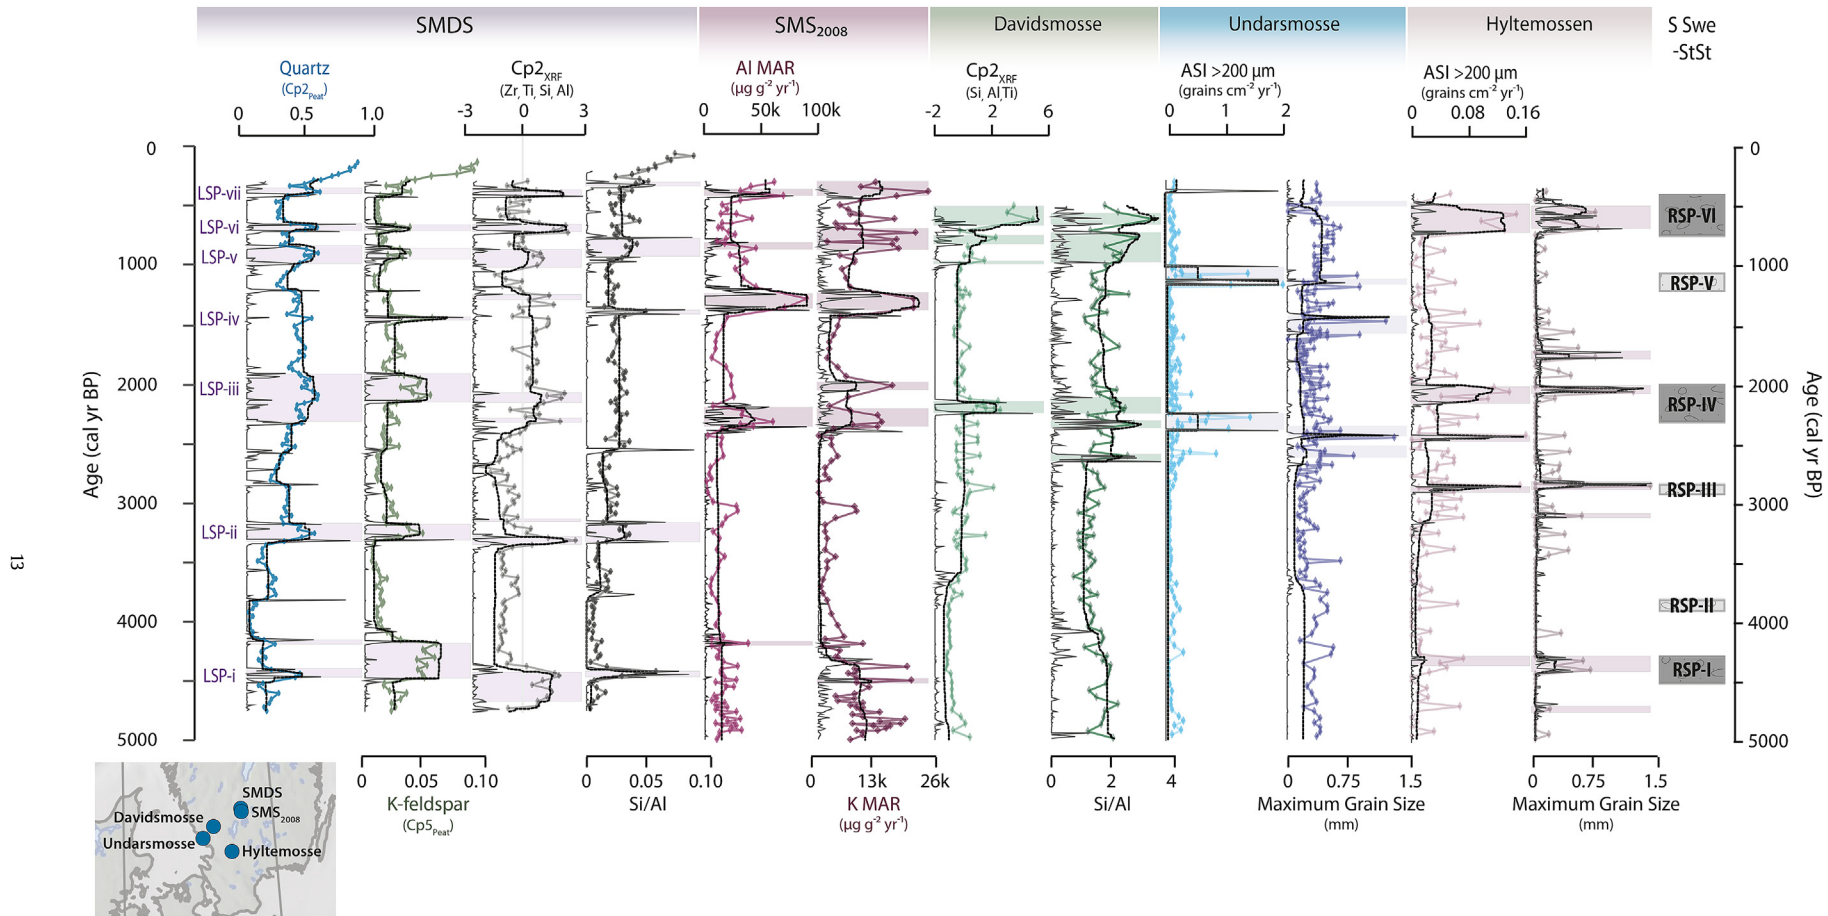 SMDS
SMS2008
Davidsmosse
Undarsmosse
Hyltemossen
S Swe
-StSt
Quartz
(Cp2Peat)
Cp2XRF
(Zr, Ti, Si, Al)
Al MAR
(µg g-2 yr-1)
Cp2XRF
(Si, Al,Ti)
ASI >200 µm
(grains cm-2 yr-1)
ASI >200 µm
(grains cm-2 yr-1)
0 0.5 1.0
-3 0 3
0 50k 100k
-2 2 6
0 1 2
0 0.08 0.16
0
1000
2000
3000
4000
5000
Age (cal yr BP)
LSP-vii
LSP-vi
LSP-v
LSP-iv
LSP-iii
LSP-ii
LSP-i
RSP-VI
RSP-V
RSP-IV
RSP-III
RSP-II
RSP-I
0
1000
2000
3000
4000
5000
Age (cal yr BP)
13
0 0.05 0.10
K-feldspar
(Cp5Peat)
0 0.05 0.10
Si/Al
0 13k 26k
K MAR
(µg g-2 yr-1)
0 2 4
Si/Al
0 0.75 1.5
Maximum Grain Size
(mm)
0 0.75 1.5
Maximum Grain Size
(mm)
SMDS
SMS2008
Davidsmosse
Undarsmosse
Hyltemosse